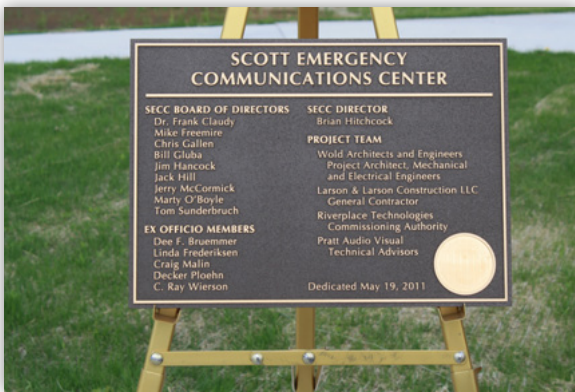 SCOTT EMERGENCY
COMMUNICATIONS CENTER
SECC BOARD OF DIRECTORS
Dr. Frank Claudy
Mike Freemire
Chris Gallen
Bill Gluba
Jim Hancock
Jack Hill
Jerry McCormick
Marty O'Boyle
Tom Sunderbruch
EX OFFICIO MEMBERS
Dee F. Bruemmer
Linda Frederiksen
Craig Malin
Decker Ploehn
C. Ray Wierson
SECC DIRECTOR
Brian Hitchcock
PROJECT TEAM
Wold Architects and Engineers
Project Architect, Mechanical
and Electrical Engineers
Larson & Larson Construction LLC
General Contractor
Riverplace Technologies
Commissioning Authority
Pratt Audio Visual
Technical Advisors
Dedicated May 19, 2011